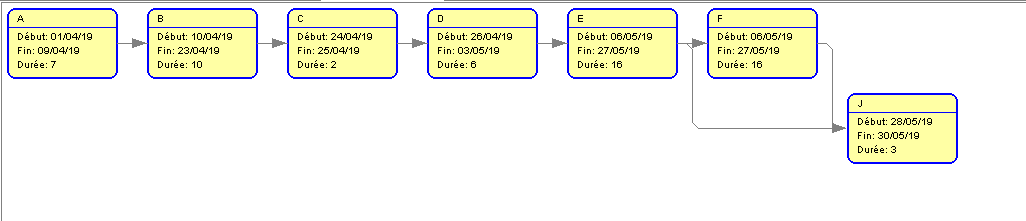 A
Début: 01/04/19
Fin: 09/04/19
Durée: 7
B
Début: 10/04/19
Fin: 23/04/19
Durée: 10
C
Début: 24/04/19
Fin: 25/04/19
Durée: 2
D
Début: 26/04/19
Fin: 03/05/19
Durée: 6
E
Début: 06/05/19
Fin: 27/05/19
Durée: 16
F
Début: 06/05/19
Fin: 27/05/19
Durée: 16
J
Début: 28/05/19
Fin: 30/05/19
Durée: 3